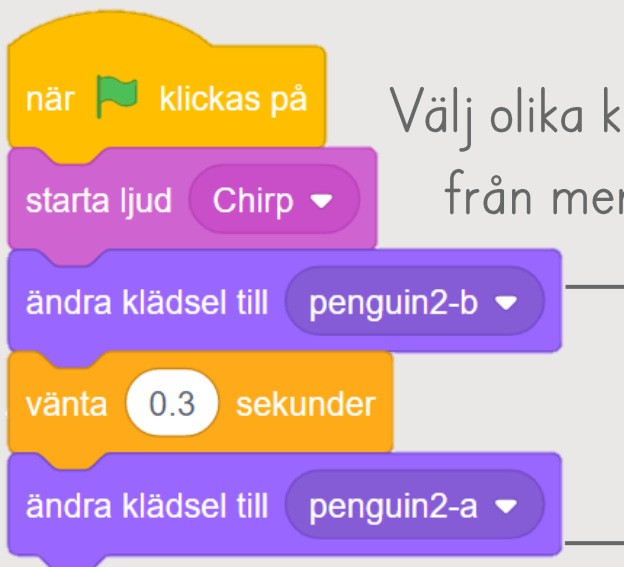 när klickas på
Välj olika k
från mer
starta ljud Chirp
ändra klädsel till penguin2-b
vänta 0.3 sekunder
ändra klädsel till penguin2-a